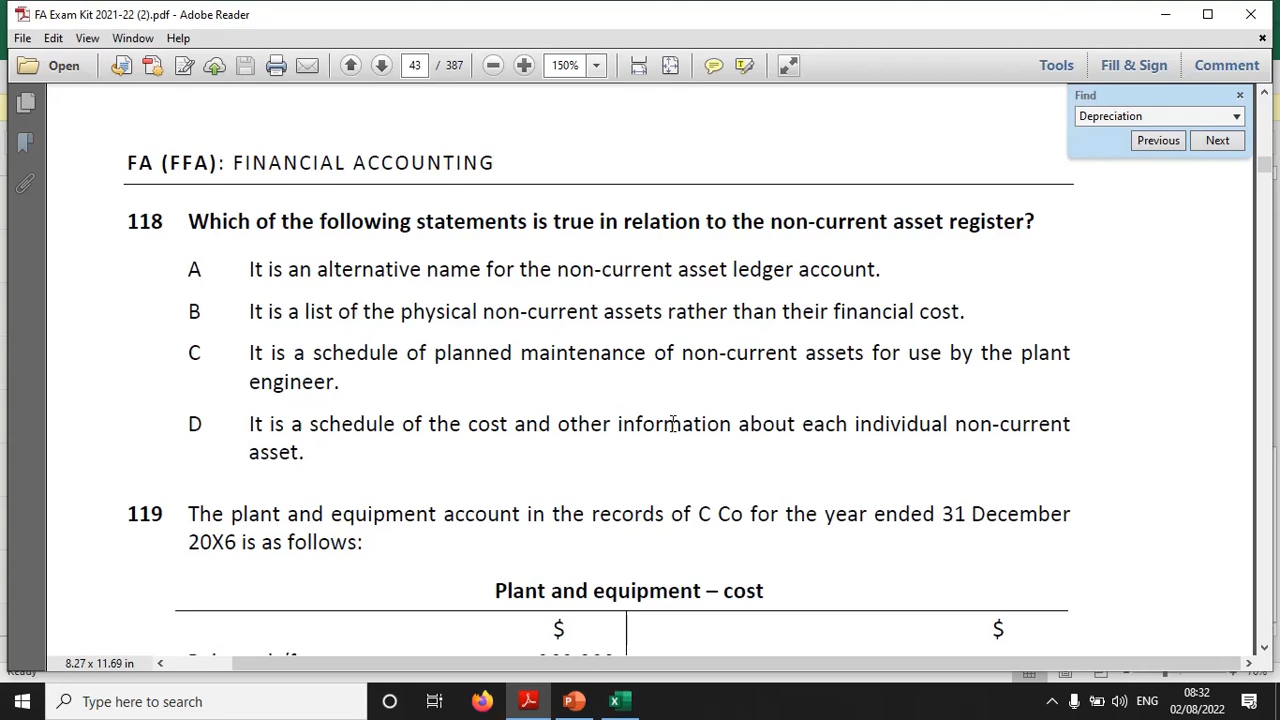 FA Exam Kit 2021-22 (2).pdf - Adobe Reader
File Edit View Window Help
Open 43 / 387 150% Tools Fill & Sign Comment
Find
Depreciation
Previous Next
FA (FFA): FINANCIAL ACCOUNTING
118 Which of the following statements is true in relation to the non-current asset register?
A It is an alternative name for the non-current asset ledger account.
B It is a list of the physical non-current assets rather than their financial cost.
C It is a schedule of planned maintenance of non-current assets for use by the plant
engineer.
D It is a schedule of the cost and other information about each individual non-current
asset.
119 The plant and equipment account in the records of C Co for the year ended 31 December
20X6 is as follows:
Plant and equipment – cost
$ $
8.27 x 11.69 in
Type here to search
ENG
08:32
02/08/2022